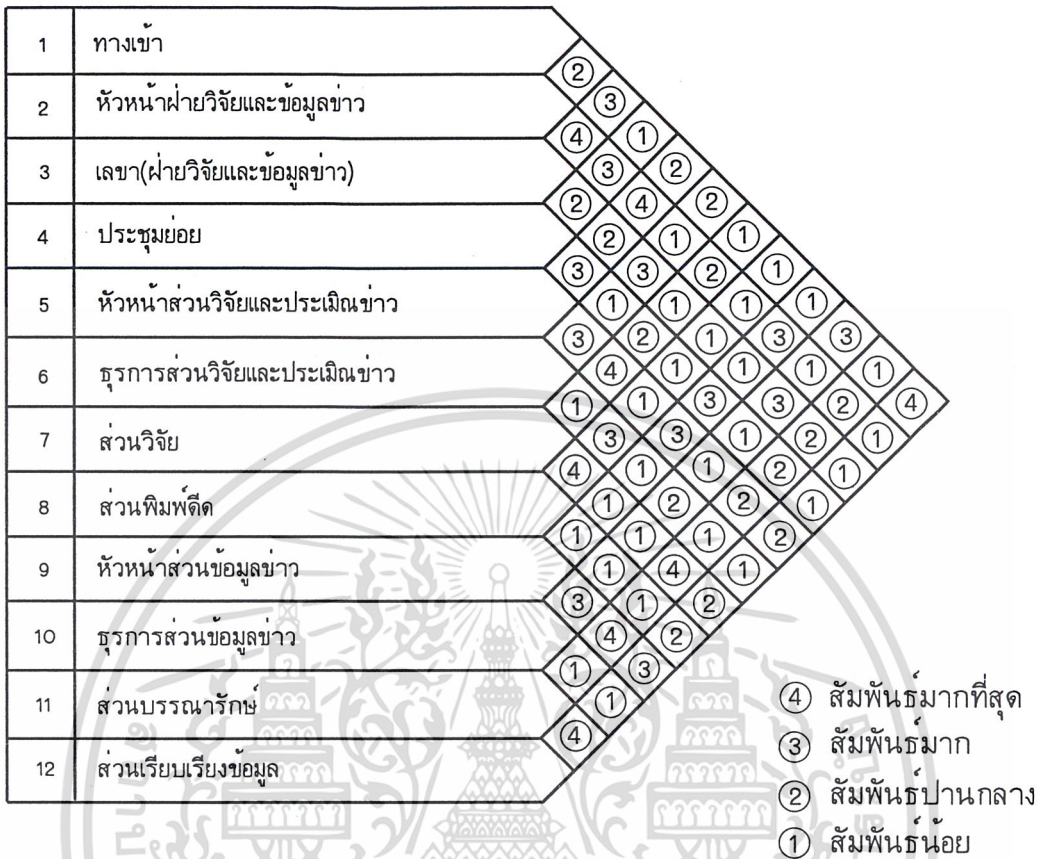 1 ทางเข้า
2 หัวหน้าฝ่ายวิจัยและข้อมูลข่าว
3 เลขา(ฝ่ายวิจัยและข้อมูลข่าว)
4 ประชุมย่อย
5 หัวหน้าส่วนวิจัยและประเมิณข่าว
6 ธุรการส่วนวิจัยและประเมิณข่าว
7 ส่วนวิจัย
8 ส่วนพิมพ์ดีด
9 หัวหน้าส่วนข้อมูลข่าว
10 ธุรการส่วนข้อมูลข่าว
11 ส่วนบรรณารักษ์
12 ส่วนเรียบเรียงข้อมูล
2
3
4 1
3 2
2 4 2
2 1 1
3 3 2 1
1 1 1 1
3 2 1 3 3
4 1 1 1 1
1 1 3 3 2 4
3 3 1 2 1
4 1 1 2 1
1 2 2 1
1 1 1 2
1 4 1
3 1 2
4 2
1 3
1
4
4 สัมพันธ์มากที่สุด
3 สัมพันธ์มาก
2 สัมพันธ์ปานกลาง
1 สัมพันธ์น้อย